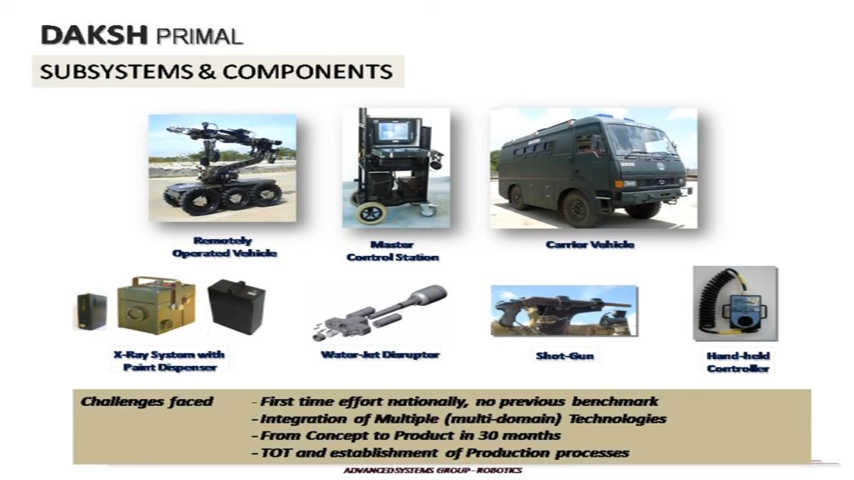 DAKSH PRIMAL
SUBSYSTEMS & COMPONENTS
Remotely
Operated Vehicle
Master
Control Station
Carrier Vehicle
X-Ray System with
Paint Dispenser
Water-Jet Disruptor
Shot-Gun
Hand-held
Controller
Challenges faced - First time effort nationally, no previous benchmark
- Integration of Multiple (multi-domain) Technologies
- From Concept to Product in 30 months
- TOT and establishment of Production processes
ADVANCED SYSTEMS GROUP - ROBOTICS